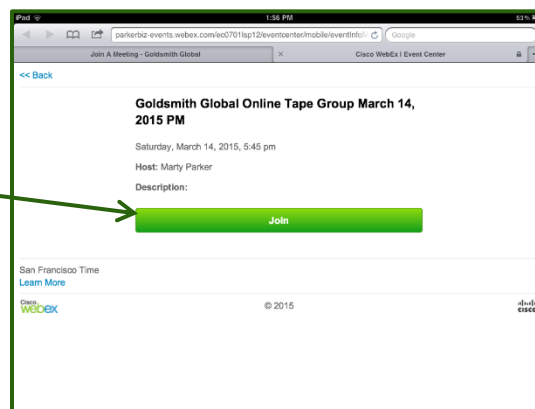 iPad 1:56 PM 53%
parkerbiz-events.webex.com/ec0701lsp12/eventcenter/mobile/eventInfo Google
Join A Meeting - Goldsmith Global Cisco WebEx | Event Center
<< Back
Goldsmith Global Online Tape Group March 14,
2015 PM
Saturday, March 14, 2015, 5:45 pm
Host: Marty Parker
Description:
Join
San Francisco Time
Learn More
Cisco webex © 2015 cisco